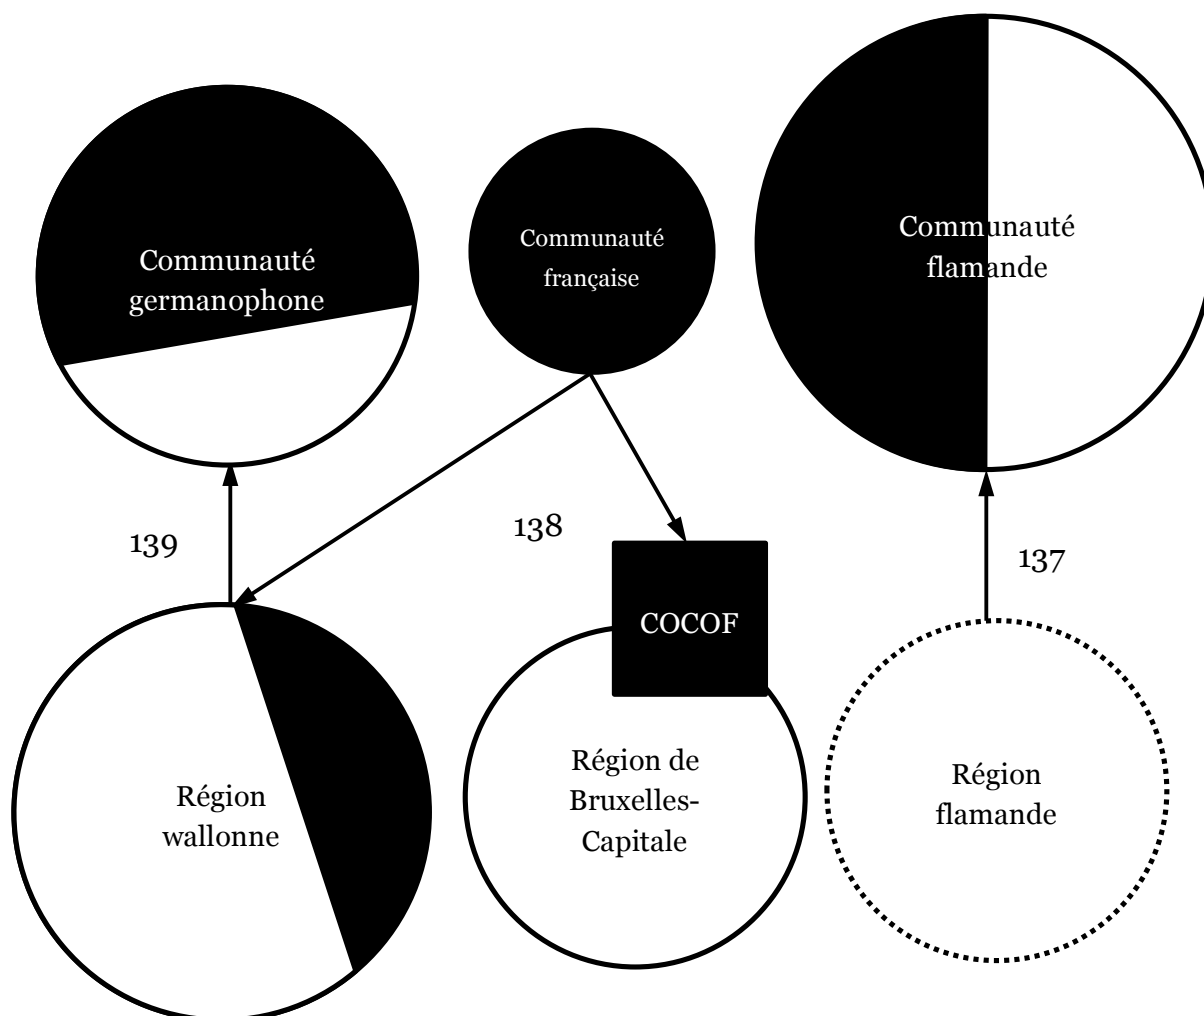 Communauté
germanophone
Communauté
française
Communauté
flamande
139
138
137
COCOF
Région
wallonne
Région de
Bruxelles-
Capitale
Région
flamande